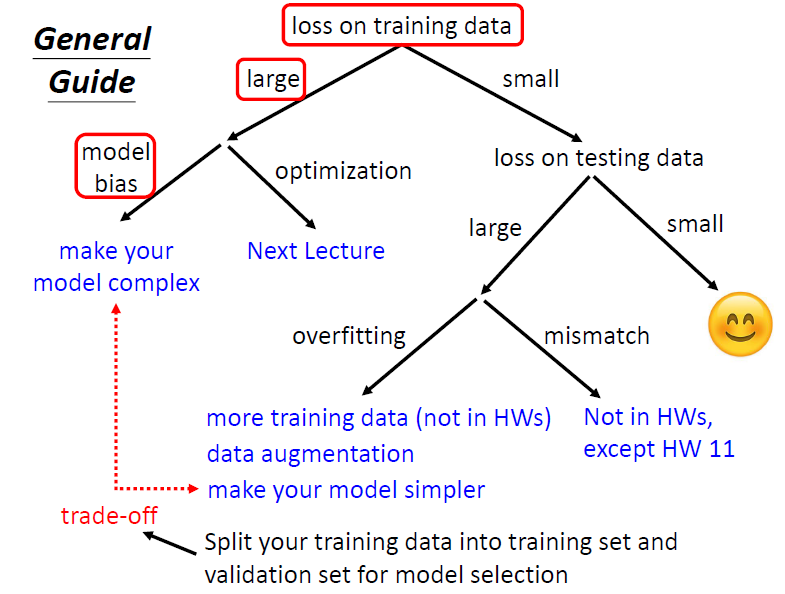 General
Guide
loss on training data
large
small
model
bias
optimization
loss on testing data
make your
model complex
Next Lecture
large
small
overfitting
mismatch
more training data (not in HWs)
data augmentation
make your model simpler
Not in HWs,
except HW 11
trade-off
Split your training data into training set and
validation set for model selection